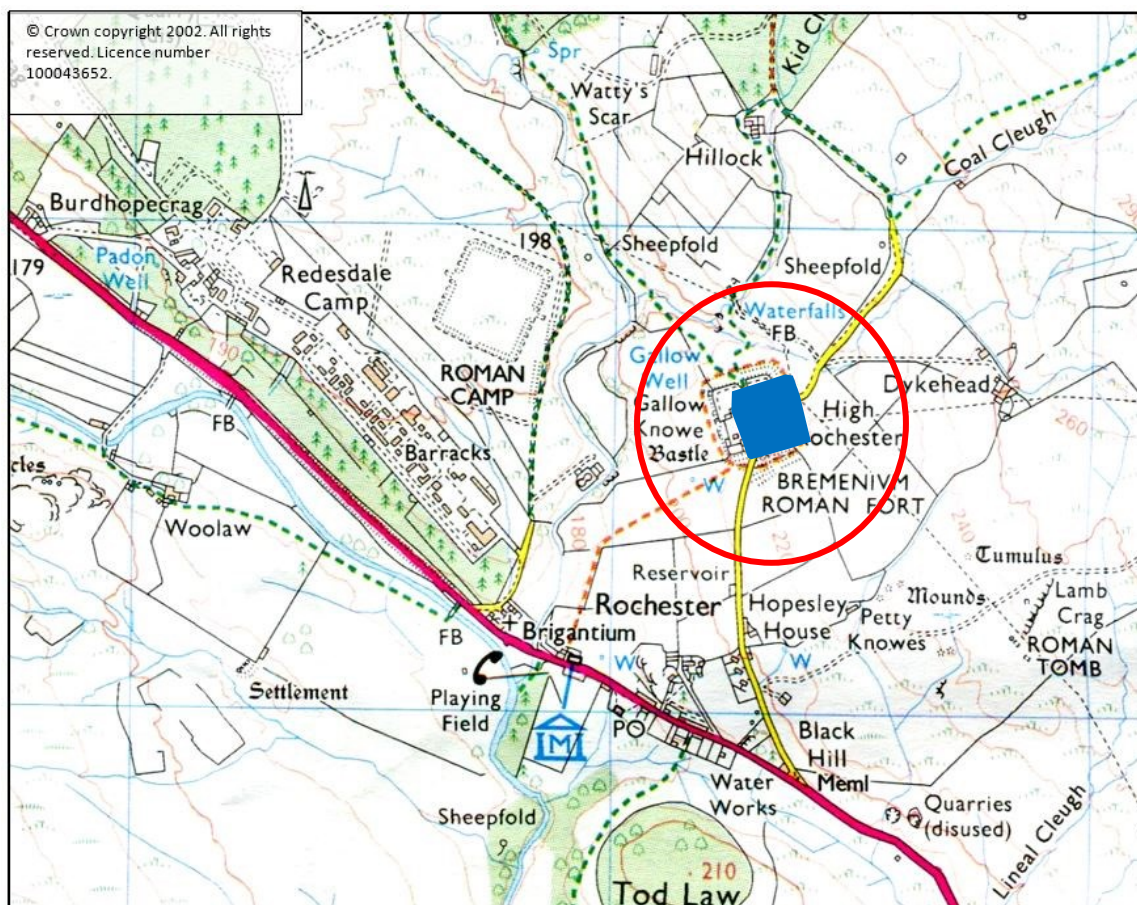 © Crown copyright 2002. All rights
reserved. Licence number
100043652.
Spr
Kid
Watty's
Scar
Hillock
Coal Cleugh
Burdhopecrag
Sheepfold
198
Sheepfold
Padon
Well
179
Redesdale
Camp
190
ROMAN
CAMP
Waterfalls
FB
Gallow
Well
Gallow
Knowe
Bastle
High
Rochester
Dykehead
260
FB
Barracks
W
BREMENIVM
ROMAN FORT
Woolaw
180
240
Tumulus
Reservoir
Mounds
Lamb
Crag
ROMAN
TOMB
Rochester
Hopesley
House
Petty
Knowes
FB
Brigantium
W
W
Settlement
Playing
Field
M
PO
Black
Hill
Meml
Water
Works
Sheepfold
Quarries
(disused)
Lineal Cleugh
210
Tod Law